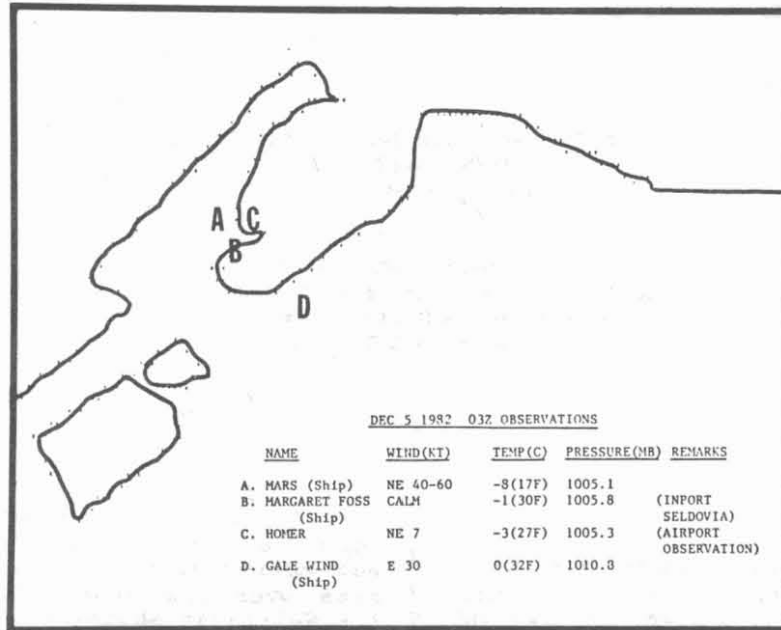 A C
B
D
DEC 5 1982 03Z OBSERVATIONS
NAME WIND(KT) TEMP(C) PRESSURE(MB) REMARKS
A. MARS (Ship) NE 40-60 -8(17F) 1005.1
B. MARGARET FOSS CALM -1(30F) 1005.8 (INPORT
(Ship) SELDOVIA)
C. HOMER NE 7 -3(27F) 1005.3 (AIRPORT
OBSERVATION)
D. GALE WIND E 30 0(32F) 1010.8
(Ship)